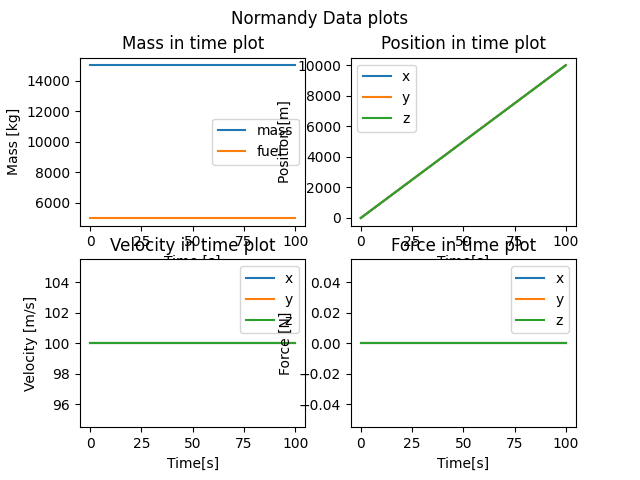 Normandy Data plots
Mass in time plot
Mass [kg]
14000
12000
10000
8000
6000
mass
fuel
0 25 50 75 100
Time [s]
Position in time plot
Position [m]
10000
8000
6000
4000
2000
0
x
y
z
0 25 50 75 100
Time[s]
Velocity in time plot
Velocity [m/s]
104
102
100
98
96
x
y
z
0 25 50 75 100
Time[s]
Force in time plot
Force [N]
0.04
0.02
0.00
−0.02
−0.04
x
y
z
0 25 50 75 100
Time[s]